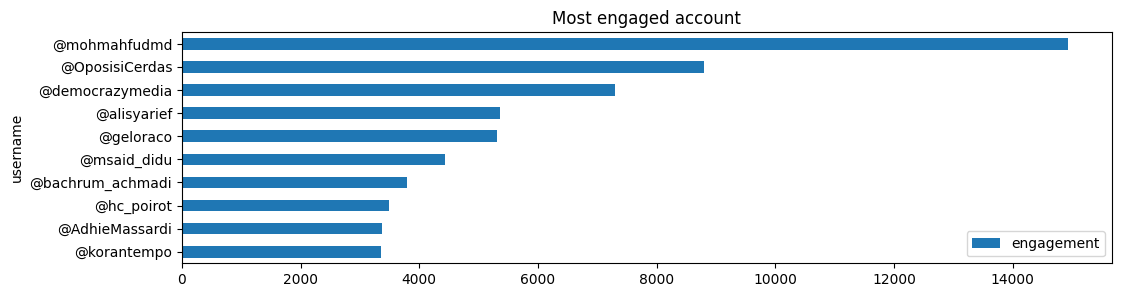 Most engaged account
username
@mohmahfudmd
@OposisiCerdas
@democrazymedia
@alisyarief
@geloraco
@msaid_didu
@bachrum_achmadi
@hc_poirot
@AdhieMassardi
@korantempo
engagement
0 2000 4000 6000 8000 10000 12000 14000